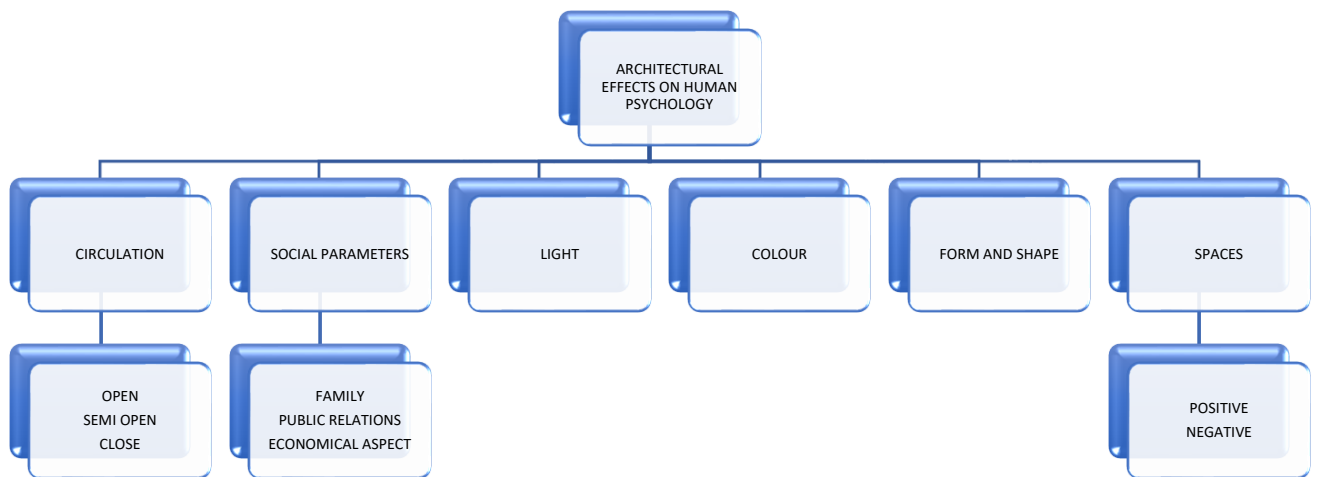 ARCHITECTURAL
EFFECTS ON HUMAN
PSYCHOLOGY
CIRCULATION
SOCIAL PARAMETERS
LIGHT
COLOUR
FORM AND SHAPE
SPACES
OPEN
SEMI OPEN
CLOSE
FAMILY
PUBLIC RELATIONS
ECONOMICAL ASPECT
POSITIVE
NEGATIVE